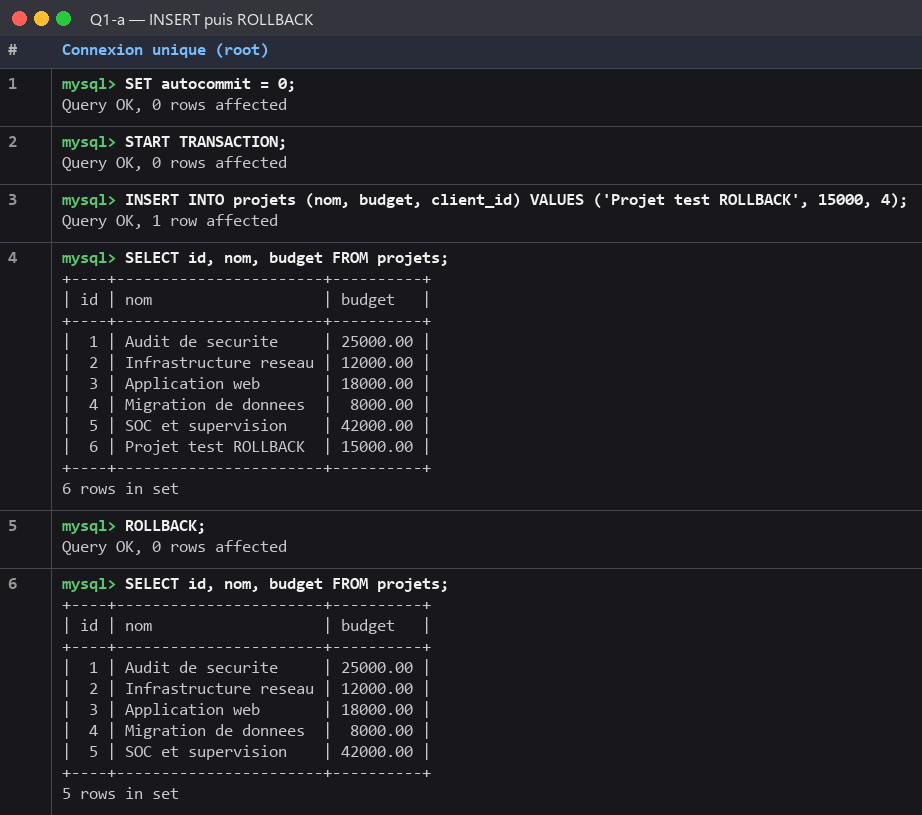 Q1-a — INSERT puis ROLLBACK
# Connexion unique (root)
1 mysql> SET autocommit = 0;
Query OK, 0 rows affected
2 mysql> START TRANSACTION;
Query OK, 0 rows affected
3 mysql> INSERT INTO projets (nom, budget, client_id) VALUES ('Projet test ROLLBACK', 15000, 4);
Query OK, 1 row affected
4 mysql> SELECT id, nom, budget FROM projets;
+----+-----------------------+----------+
| id | nom                   | budget   |
+----+-----------------------+----------+
|  1 | Audit de securite     | 25000.00 |
|  2 | Infrastructure reseau | 12000.00 |
|  3 | Application web       | 18000.00 |
|  4 | Migration de donnees  |  8000.00 |
|  5 | SOC et supervision    | 42000.00 |
|  6 | Projet test ROLLBACK  | 15000.00 |
+----+-----------------------+----------+
6 rows in set
5 mysql> ROLLBACK;
Query OK, 0 rows affected
6 mysql> SELECT id, nom, budget FROM projets;
+----+-----------------------+----------+
| id | nom                   | budget   |
+----+-----------------------+----------+
|  1 | Audit de securite     | 25000.00 |
|  2 | Infrastructure reseau | 12000.00 |
|  3 | Application web       | 18000.00 |
|  4 | Migration de donnees  |  8000.00 |
|  5 | SOC et supervision    | 42000.00 |
+----+-----------------------+----------+
5 rows in set